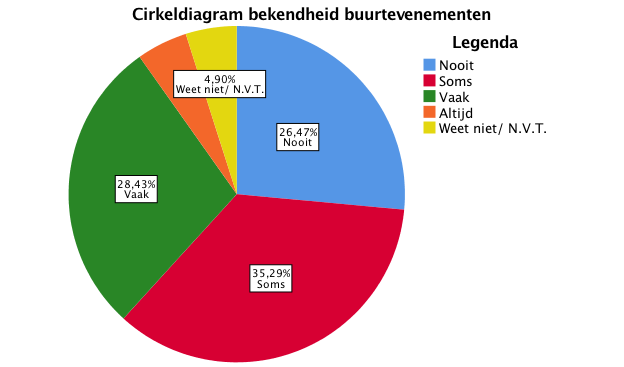 Cirkeldiagram bekendheid buurtevenementen
Legenda
Nooit
Soms
Vaak
Altijd
Weet niet/ N.V.T.
4,90%
Weet niet/ N.V.T.
26,47%
Nooit
28,43%
Vaak
35,29%
Soms